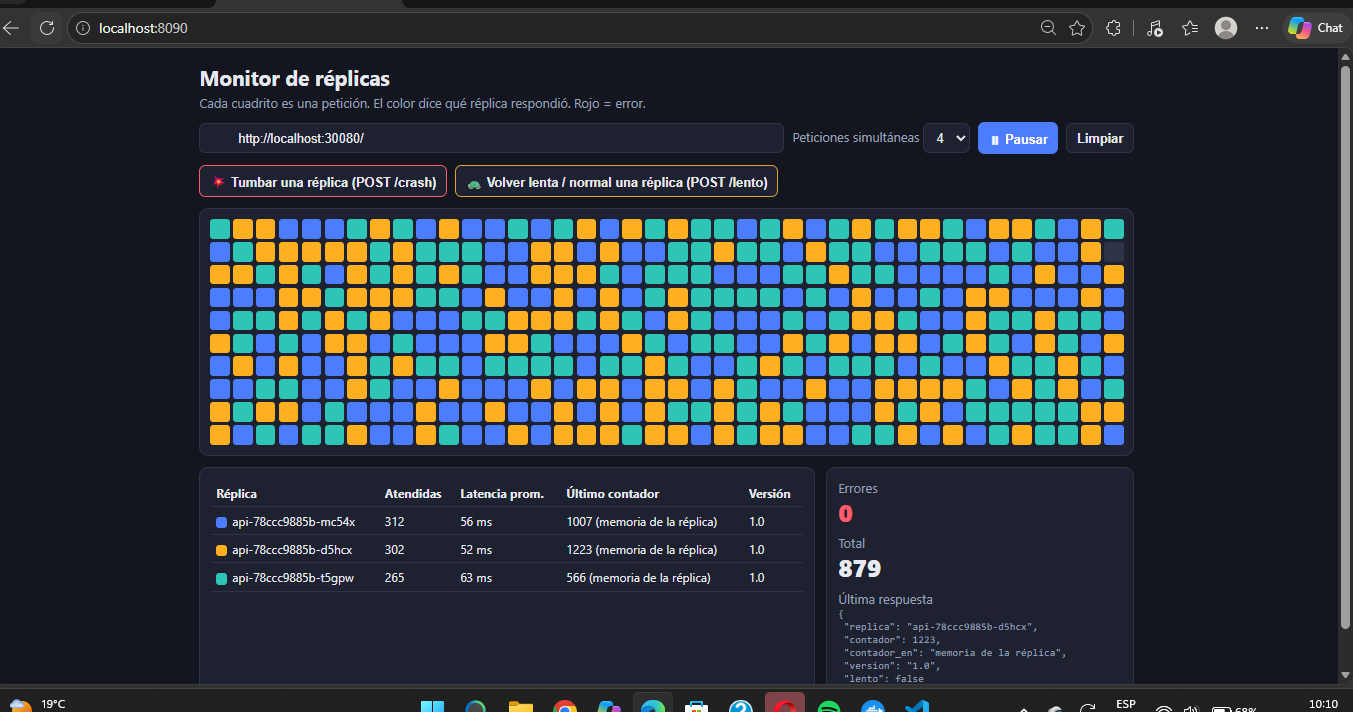 localhost:8090
Chat
Monitor de réplicas
Cada cuadrito es una petición. El color dice qué réplica respondió. Rojo = error.
http://localhost:30080/
Peticiones simultáneas
4
Pausar
Limpiar
Tumbar una réplica (POST /crash)
Volver lenta / normal una réplica (POST /lento)
Réplica Atendidas Latencia prom. Último contador Versión
api-78ccc9885b-mc54x 312 56 ms 1007 (memoria de la réplica) 1.0
api-78ccc9885b-d5hcx 302 52 ms 1223 (memoria de la réplica) 1.0
api-78ccc9885b-t5gpw 265 63 ms 566 (memoria de la réplica) 1.0
Errores
0
Total
879
Última respuesta
{
"replica": "api-78ccc9885b-d5hcx",
"contador": 1223,
"contador_en": "memoria de la réplica",
"version": "1.0",
"lento": false
19°C
ESP
68%
10:10